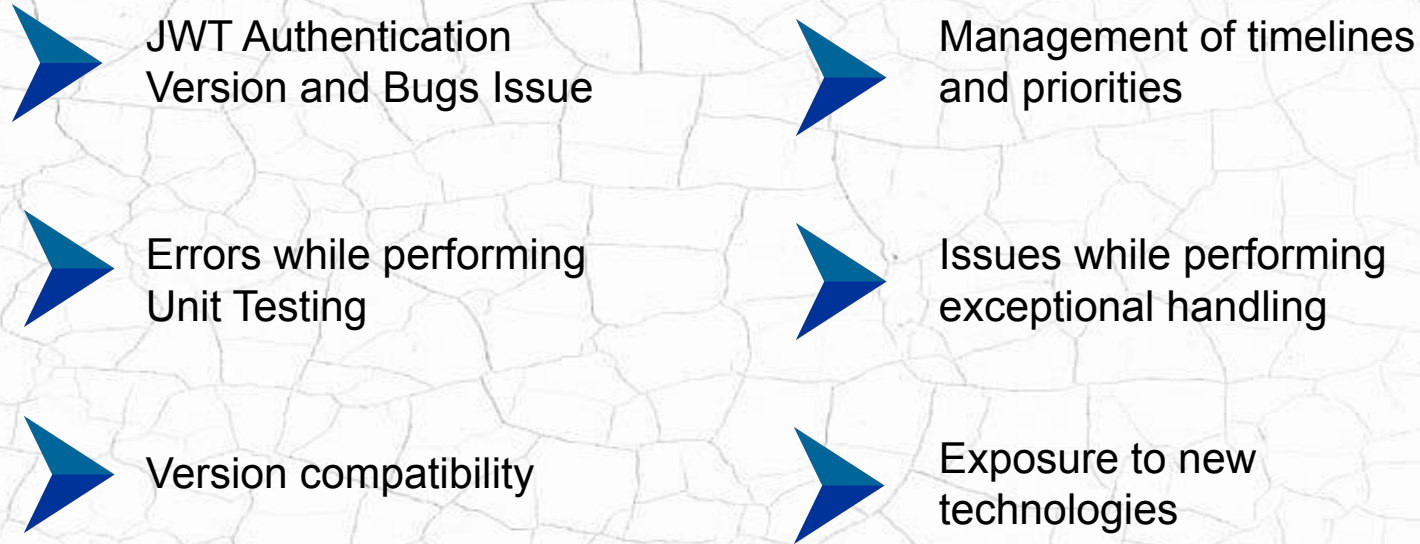 JWT Authentication
Version and Bugs Issue
Errors while performing
Unit Testing
Version compatibility
Management of timelines
and priorities
Issues while performing
exceptional handling
Exposure to new
technologies